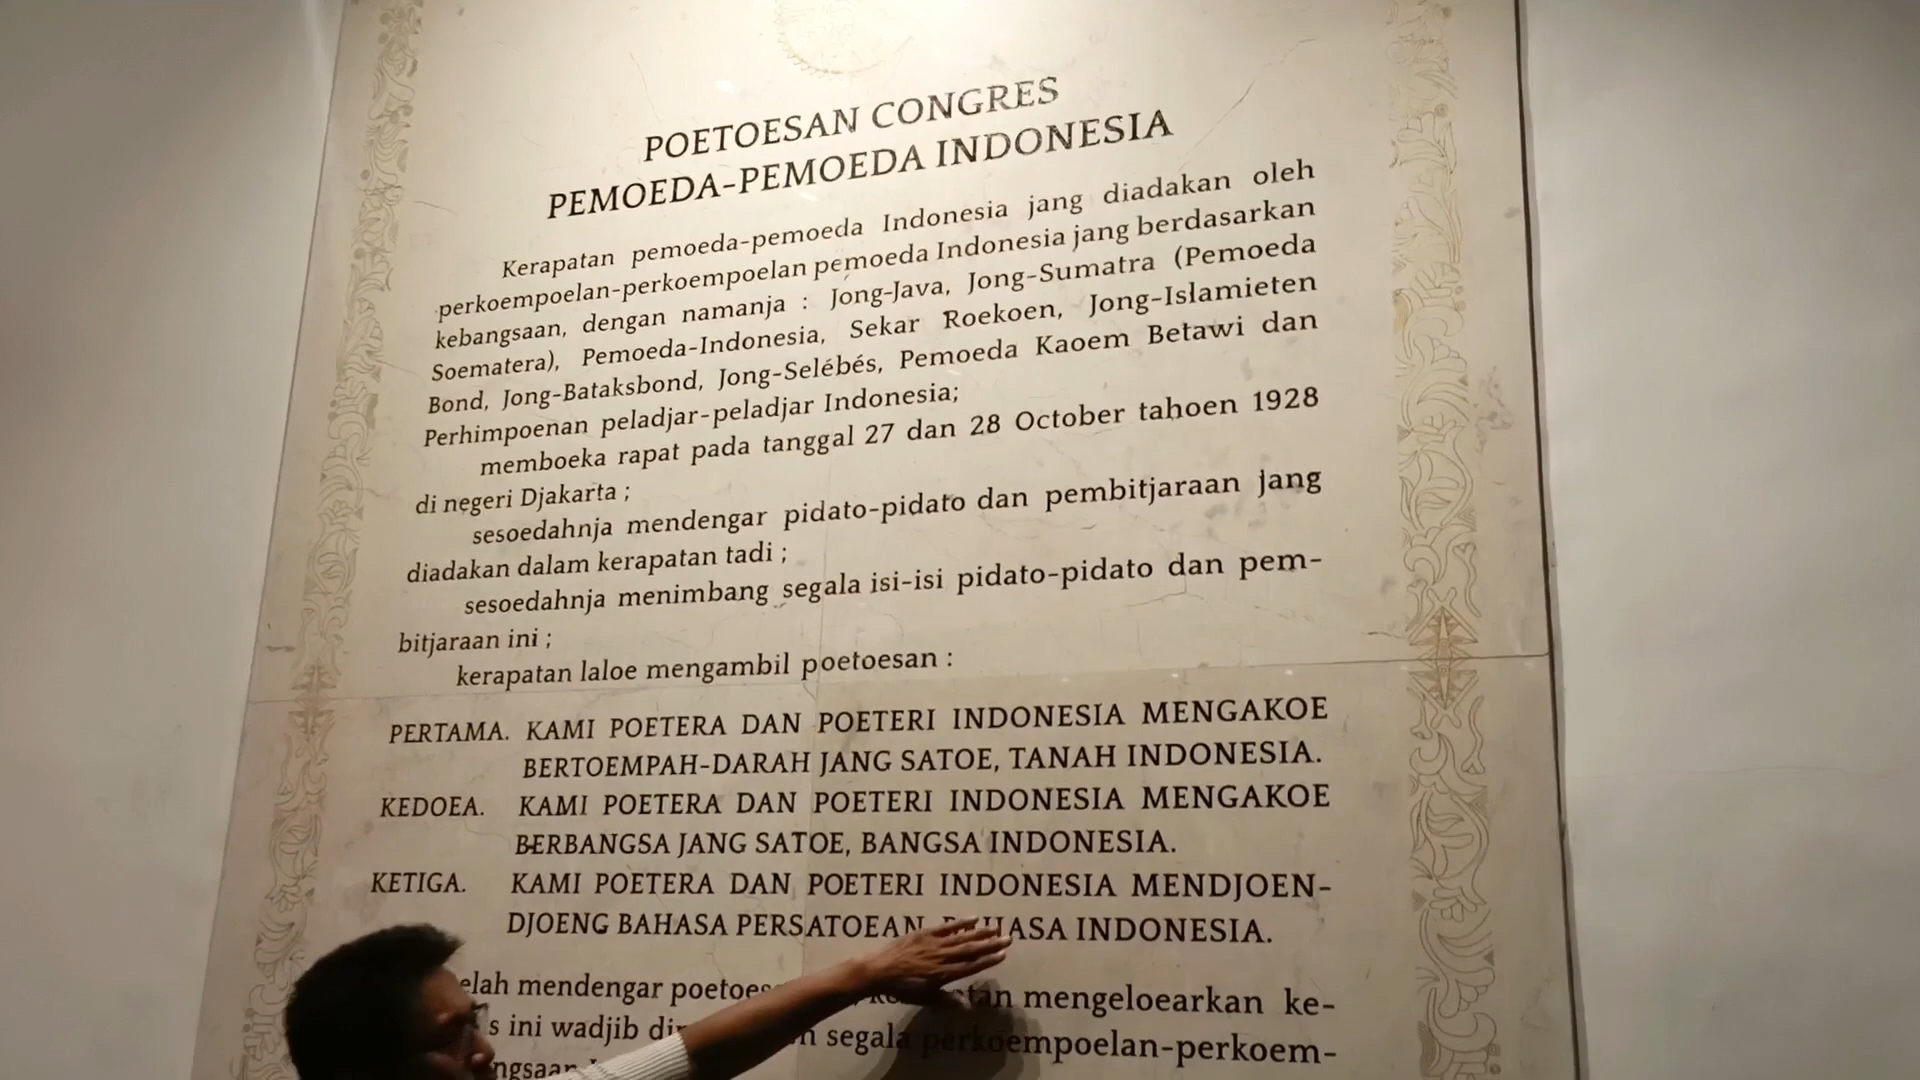 POETOESAN CONGRES
PEMOEDA-PEMOEDA INDONESIA
Kerapatan pemoeda-pemoeda Indonesia jang diadakan oleh
perkoempoelan-perkoempoelan pemoeda Indonesia jang berdasarkan
kebangsaan, dengan namanja : Jong-Java, Jong-Sumatra (Pemoeda
Soematera), Pemoeda-Indonesia, Sekar Roekoen, Jong-Islamieten
Bond, Jong-Bataksbond, Jong-Selébés, Pemoeda Kaoem Betawi dan
Perhimpoenan peladjar-peladjar Indonesia;
memboeka rapat pada tanggal 27 dan 28 October tahoen 1928
di negeri Djakarta ;
sesoedahnja mendengar pidato-pidato dan pembitjaraan jang
diadakan dalam kerapatan tadi ;
sesoedahnja menimbang segala isi-isi pidato-pidato dan pem-
bitjaraan ini ;
kerapatan laloe mengambil poetoesan :
PERTAMA. KAMI POETERA DAN POETERI INDONESIA MENGAKOE
BERTOEMPAH-DARAH JANG SATOE, TANAH INDONESIA.
KEDOEA. KAMI POETERA DAN POETERI INDONESIA MENGAKOE
BERBANGSA JANG SATOE, BANGSA INDONESIA.
KETIGA. KAMI POETERA DAN POETERI INDONESIA MENDJOEN-
DJOENG BAHASA PERSATOEAN, BAHASA INDONESIA.
mendengar mengeloearkan ke-
ini wadjib segala perkoempoelan-perkoem-